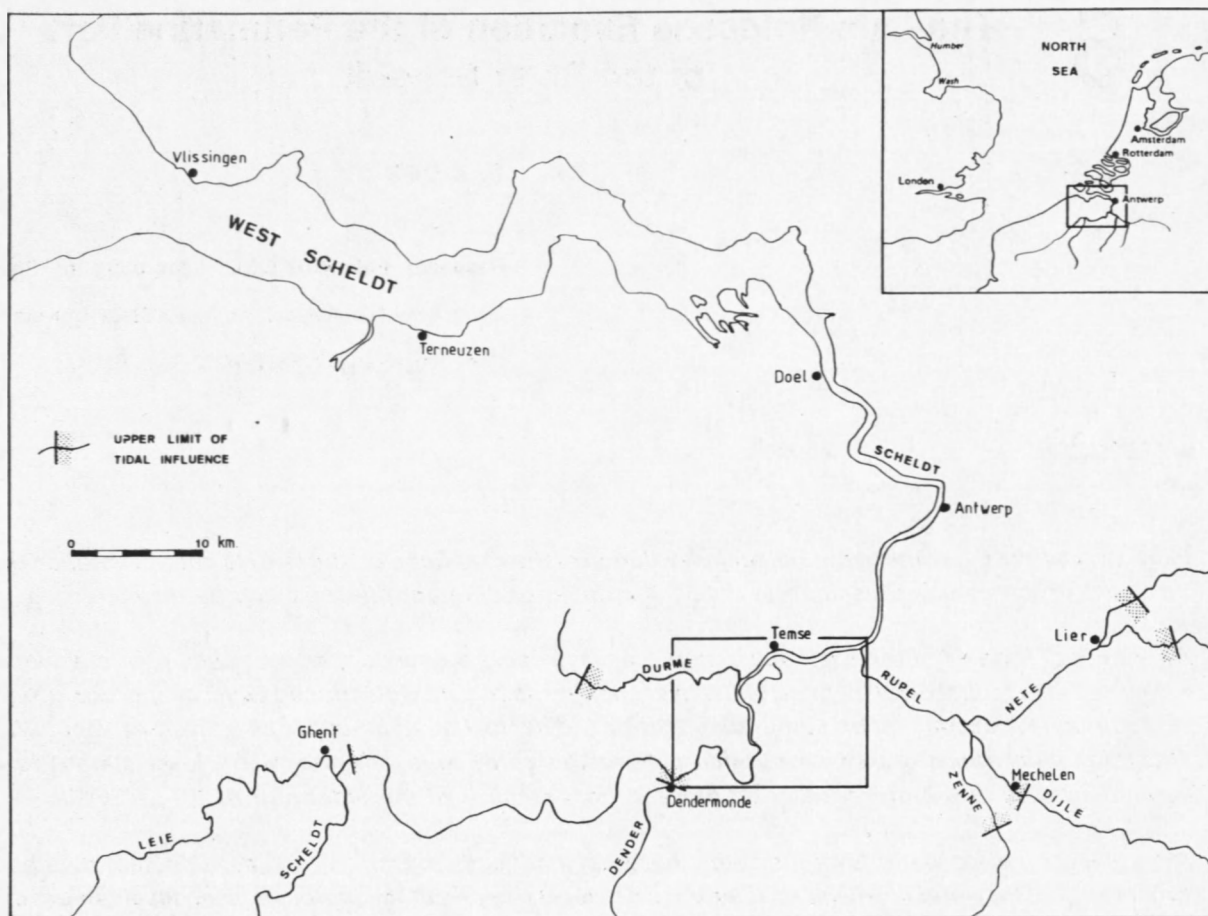 Humber
NORTH
SEA
Wash
Amsterdam
Rotterdam
Londen
Antwerp
Vlissingen
WEST SCHELDT
Terneuzen
Doel
UPPER LIMIT OF
TIDAL INFLUENCE
SCHELDT
Antwerp
0 10 km.
Temse
Lier
DURME
RUPEL
NETE
Ghent
Mechelen
Dendermonde
ZENNE
DIJLE
LEIE
SCHELDT
DENDER